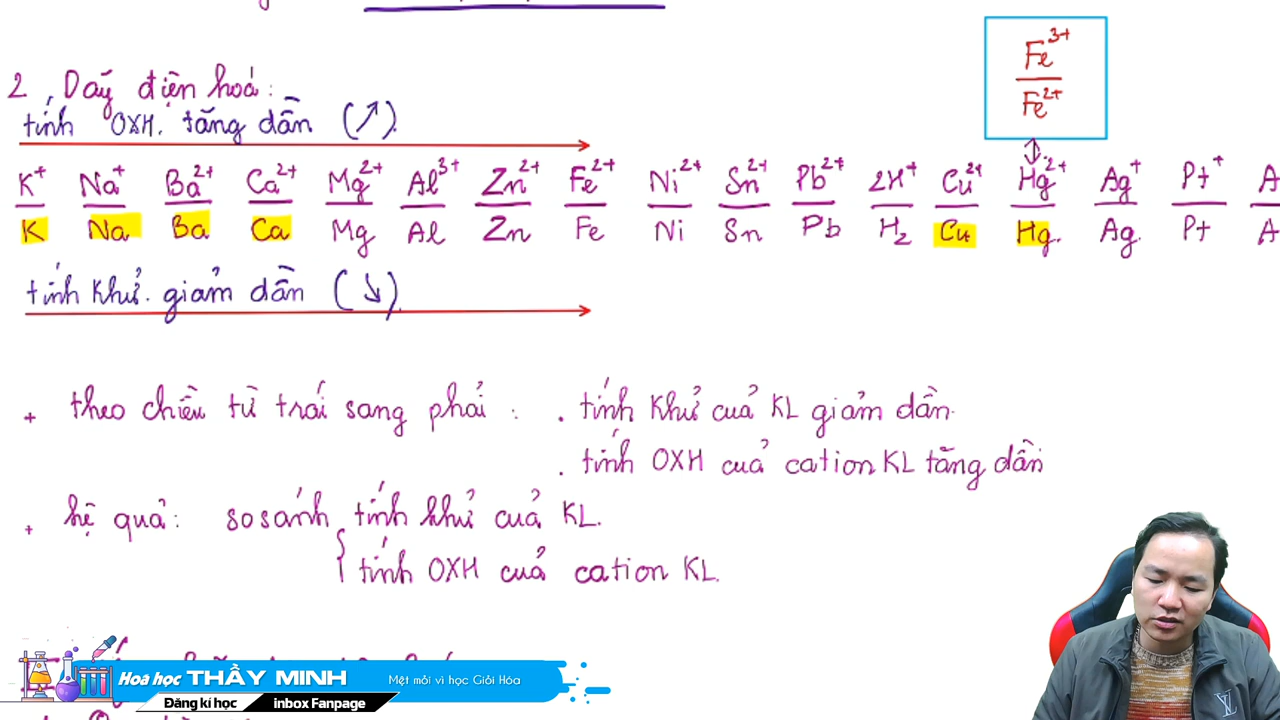 Fe³⁺
Fe²⁺
2, Dãy điện hoá:
tính OXH. tăng dần (↗).
K⁺ Na⁺ Ba²⁺ Ca²⁺ Mg²⁺ Al³⁺ Zn²⁺ Fe²⁺ Ni²⁺ Sn²⁺ Pb²⁺ 2H⁺ Cu²⁺ Hg²⁺ Ag⁺ Pt⁺ A
K Na Ba Ca Mg Al Zn Fe Ni Sn Pb H₂ Cu Hg. Ag. Pt A
tính khử. giảm dần (↘).
+ theo chiều từ trái sang phải : . tính khử của KL giảm dần.
. tính OXH của cation KL tăng dần
+ hệ quả: so sánh tính khử của KL.
tính OXH của cation KL.
Hoá học THẦY MINH
Mệt mỏi vì học Giỏi Hóa
Đăng kí học inbox Fanpage